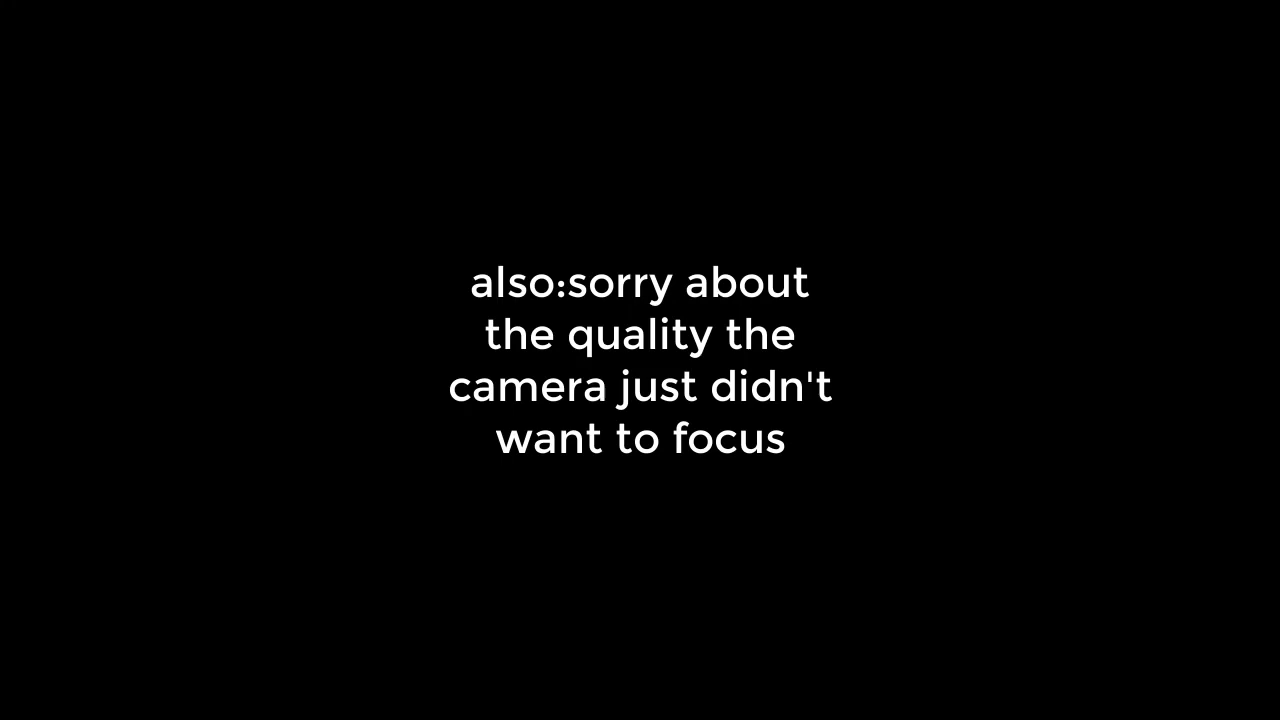 also:sorry about
the quality the
camera just didn't
want to focus